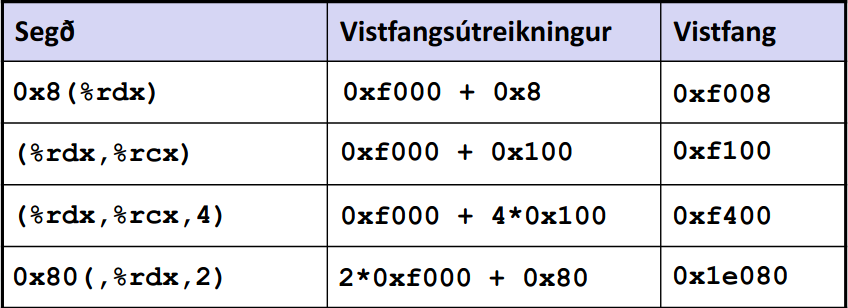 Segð Vistfangsútreikningur Vistfang
0x8(%rdx) 0xf000 + 0x8 0xf008
(%rdx,%rcx) 0xf000 + 0x100 0xf100
(%rdx,%rcx,4) 0xf000 + 4*0x100 0xf400
0x80(,%rdx,2) 2*0xf000 + 0x80 0x1e080